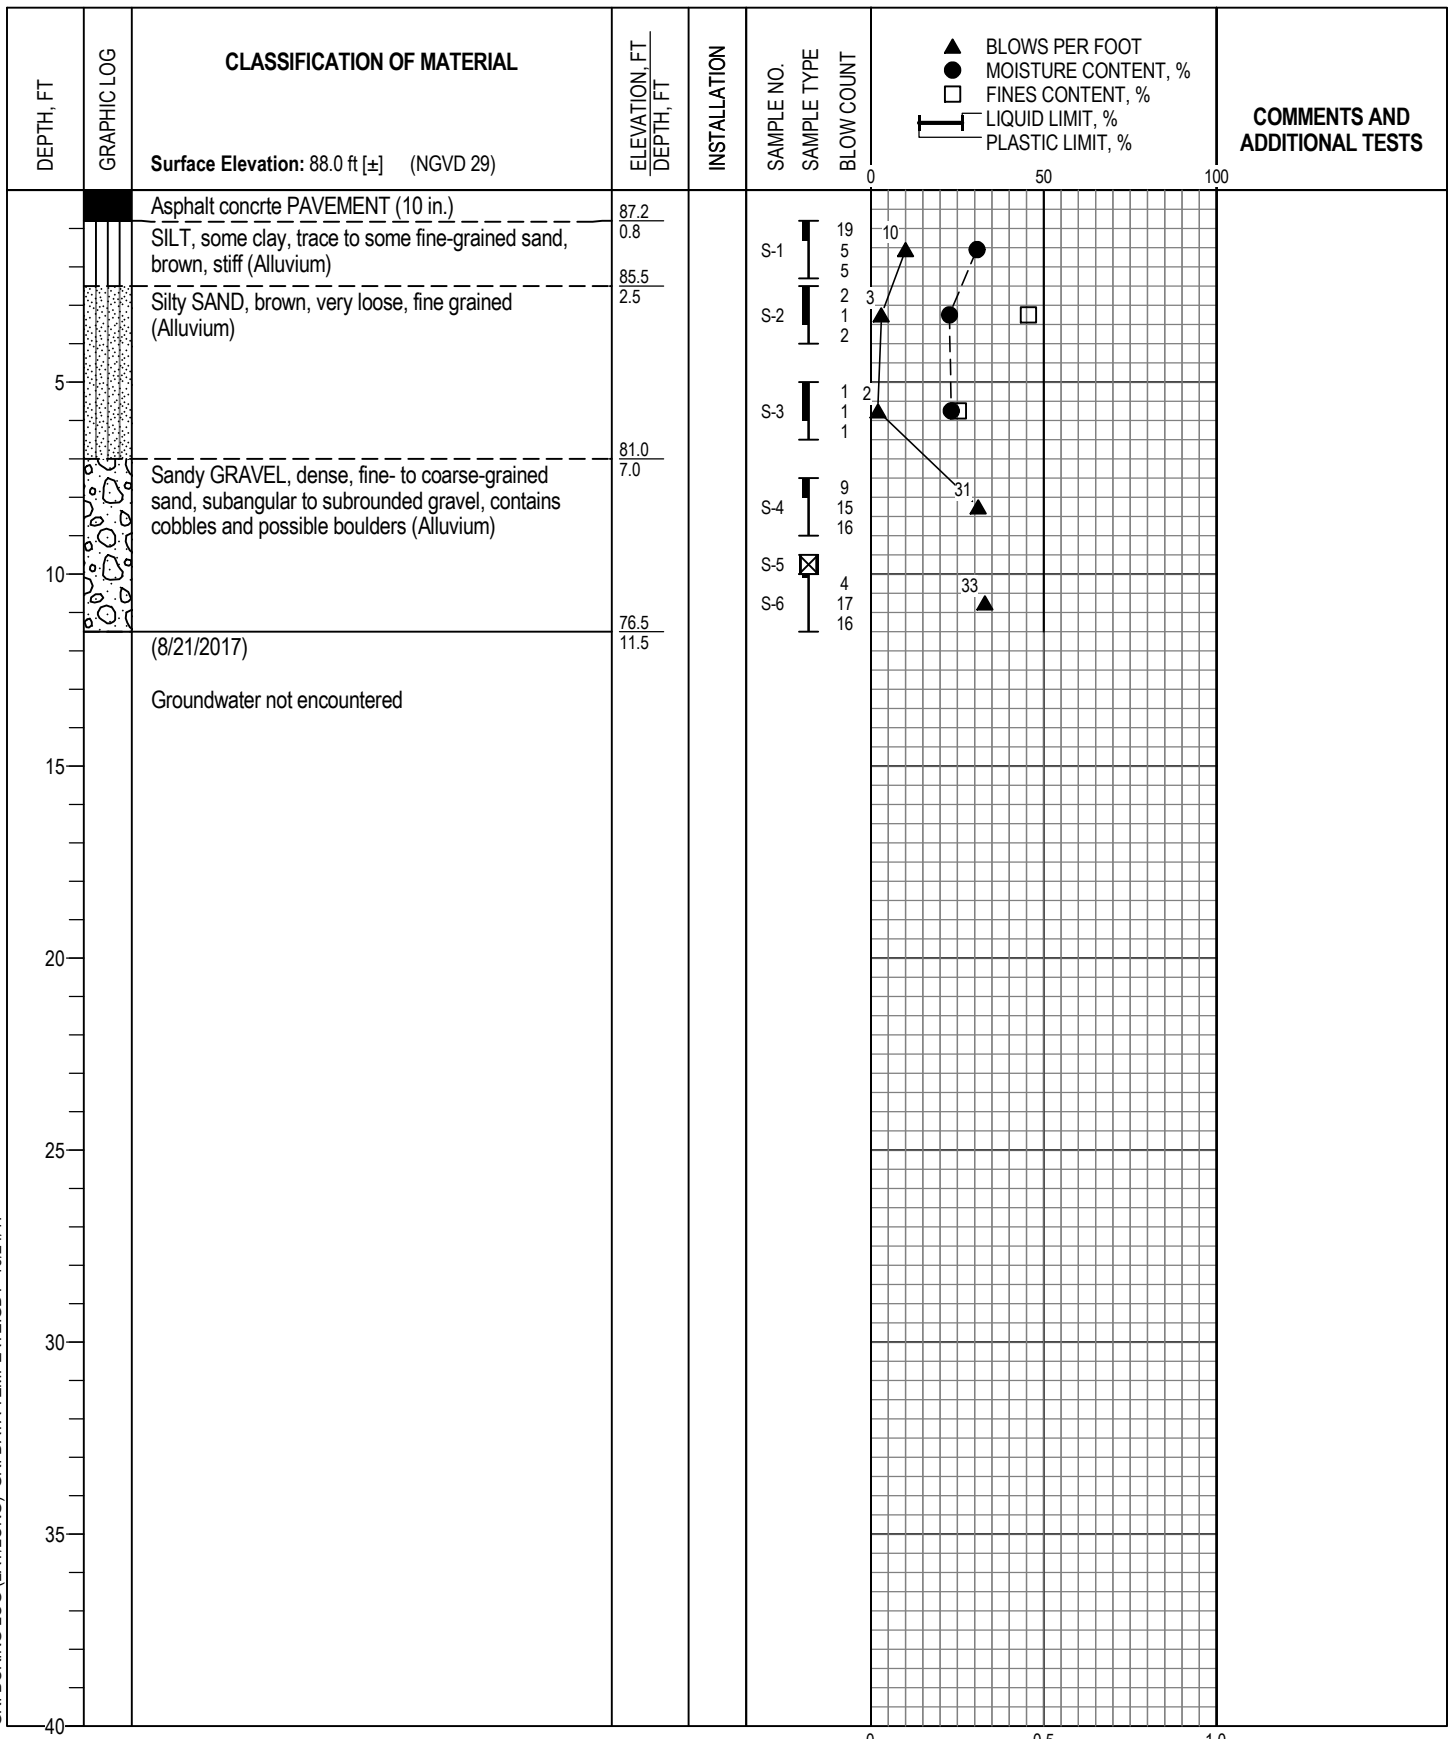 DEPTH, FT
GRAPHIC LOG
CLASSIFICATION OF MATERIAL
Surface Elevation: 88.0 ft [±] (NGVD 29)
ELEVATION, FT
DEPTH, FT
INSTALLATION
SAMPLE NO.
SAMPLE TYPE
BLOW COUNT
BLOWS PER FOOT
MOISTURE CONTENT, %
FINES CONTENT, %
LIQUID LIMIT, %
PLASTIC LIMIT, %
0 50 100
COMMENTS AND
ADDITIONAL TESTS
Asphalt concrte PAVEMENT (10 in.)
87.2
0.8
SILT, some clay, trace to some fine-grained sand,
brown, stiff (Alluvium)
S-1
19
5
5
10
85.5
2.5
Silty SAND, brown, very loose, fine grained
(Alluvium)
S-2
2
1
2
3
5
S-3
1
1
1
2
81.0
7.0
Sandy GRAVEL, dense, fine- to coarse-grained
sand, subangular to subrounded gravel, contains
cobbles and possible boulders (Alluvium)
S-4
9
15
16
31
S-5
10
S-6
4
17
16
33
76.5
11.5
(8/21/2017)
Groundwater not encountered
15
20
25
30
35
40